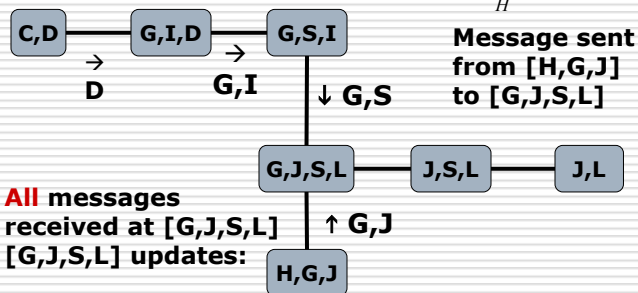 H
C,D
G,I,D
G,S,I
→
D
→
G,I
Message sent
from [H,G,J]
to [G,J,S,L]
↓ G,S
G,J,S,L
J,S,L
J,L
All messages
received at [G,J,S,L]
[G,J,S,L] updates:
↑ G,J
H,G,J